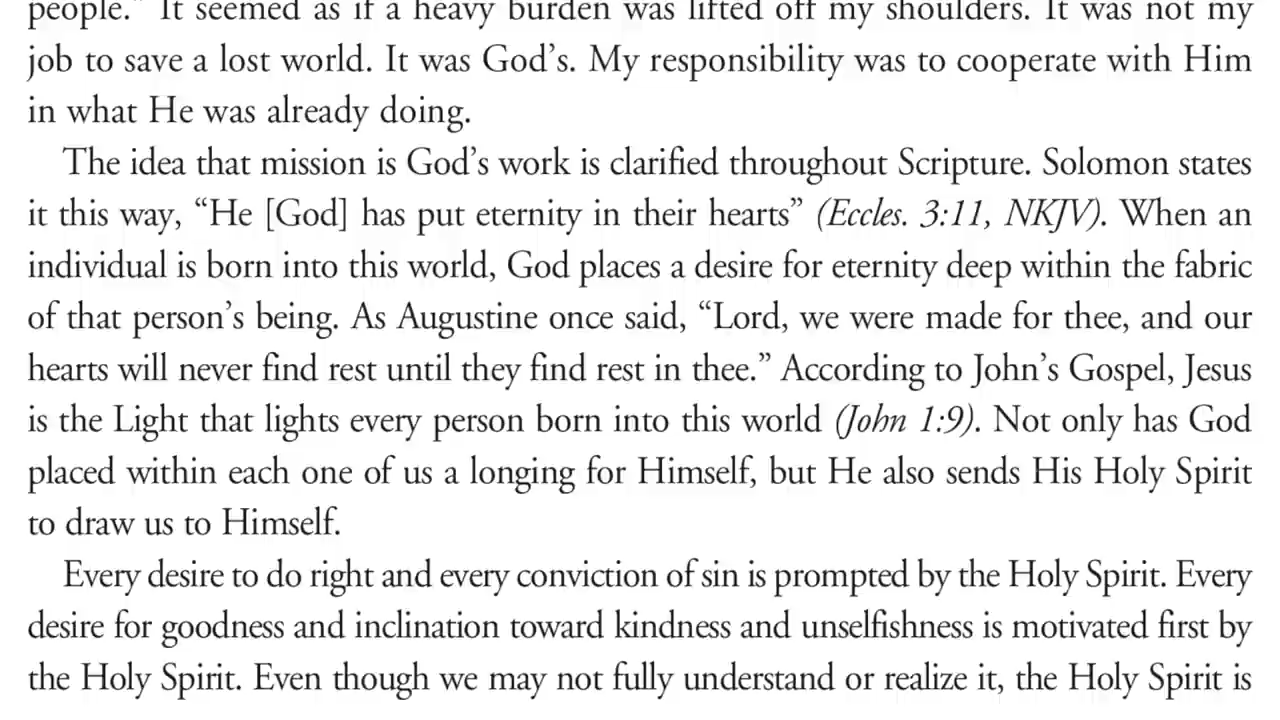 people.” It seemed as if a heavy burden was lifted off my shoulders. It was not my
job to save a lost world. It was God’s. My responsibility was to cooperate with Him
in what He was already doing.
The idea that mission is God’s work is clarified throughout Scripture. Solomon states
it this way, “He [God] has put eternity in their hearts” (Eccles. 3:11, NKJV). When an
individual is born into this world, God places a desire for eternity deep within the fabric
of that person’s being. As Augustine once said, “Lord, we were made for thee, and our
hearts will never find rest until they find rest in thee.” According to John’s Gospel, Jesus
is the Light that lights every person born into this world (John 1:9). Not only has God
placed within each one of us a longing for Himself, but He also sends His Holy Spirit
to draw us to Himself.
Every desire to do right and every conviction of sin is prompted by the Holy Spirit. Every
desire for goodness and inclination toward kindness and unselfishness is motivated first by
the Holy Spirit. Even though we may not fully understand or realize it, the Holy Spirit is